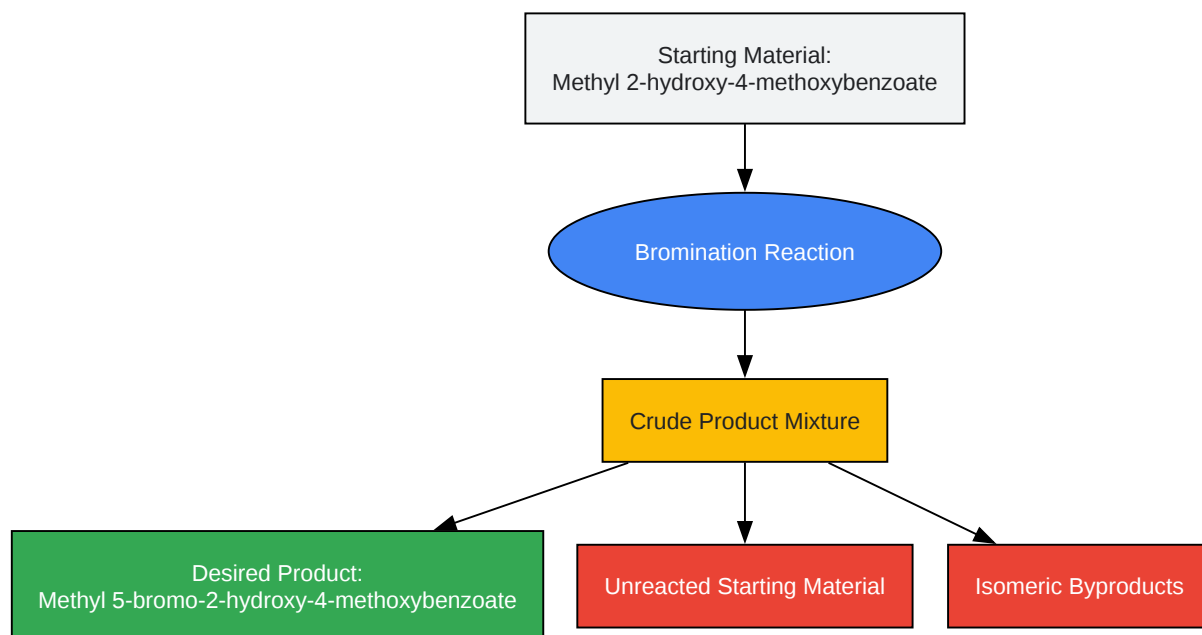 Starting Material:
Methyl 2-hydroxy-4-methoxybenzoate
Bromination Reaction
Crude Product Mixture
Desired Product:
Methyl 5-bromo-2-hydroxy-4-methoxybenzoate
Unreacted Starting Material
Isomeric Byproducts